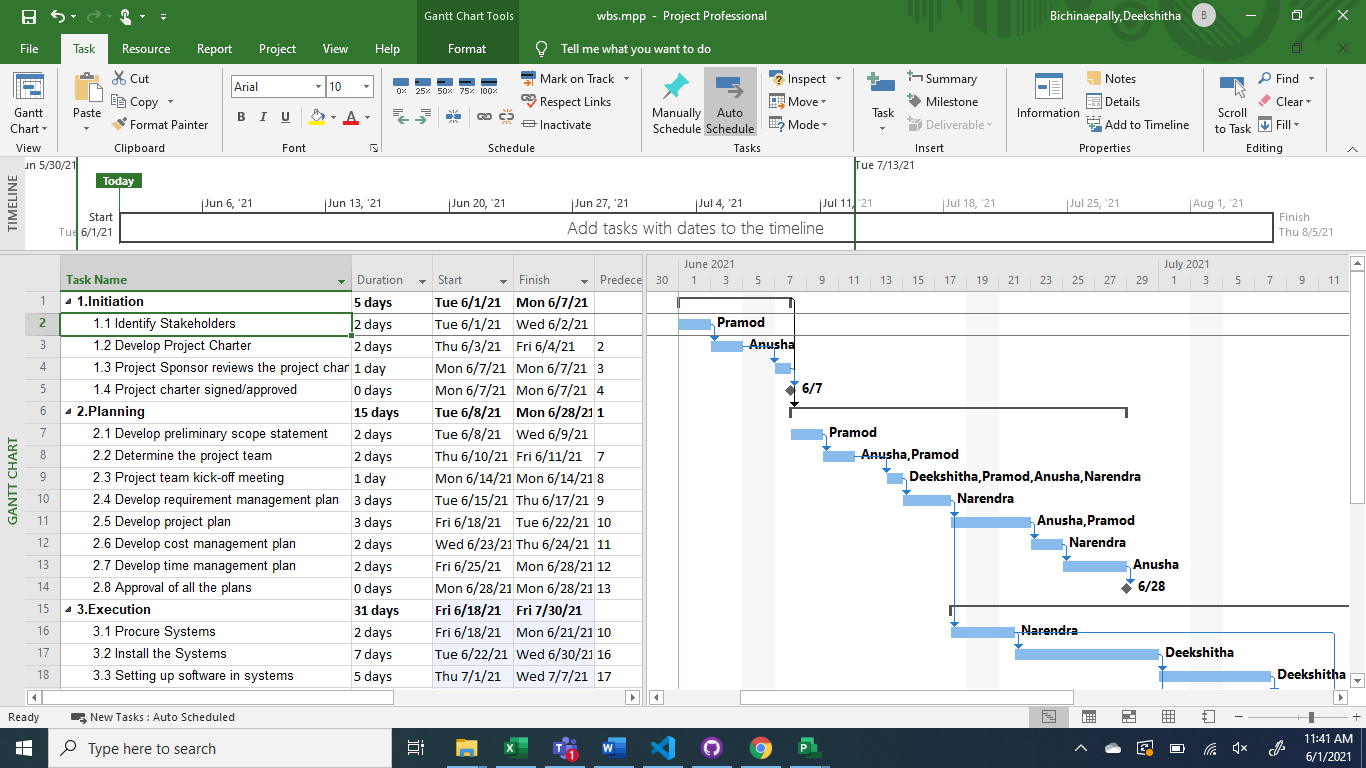 Gantt Chart Tools
wbs.mpp - Project Professional
Bichinaepally,Deekshitha B
File Task Resource Report Project View Help Format Tell me what you want to do
Gantt Chart
View
Paste
Cut
Copy
Format Painter
Clipboard
Arial 10
B I U A
Font
0% 25% 50% 75% 100%
Mark on Track
Respect Links
Inactivate
Schedule
Manually Schedule
Auto Schedule
Inspect
Move
Mode
Tasks
Task
Summary
Milestone
Deliverable
Insert
Information
Notes
Details
Add to Timeline
Properties
Scroll to Task
Find
Clear
Fill
Editing
TIMELINE
un 5/30/21 Tue 7/13/21
Today
Jun 6, '21 Jun 13, '21 Jun 20, '21 Jun 27, '21 Jul 4, '21 Jul 11, '21 Jul 18, '21 Jul 25, '21 Aug 1, '21
Start
Tue 6/1/21
Add tasks with dates to the timeline
Finish
Thu 8/5/21
GANTT CHART
Task Name Duration Start Finish Predece
June 2021 July 2021
30 1 3 5 7 9 11 13 15 17 19 21 23 25 27 29 1 3 5 7 9 11
1 1.Initiation 5 days Tue 6/1/21 Mon 6/7/21
2 1.1 Identify Stakeholders 2 days Tue 6/1/21 Wed 6/2/21 Pramod
3 1.2 Develop Project Charter 2 days Thu 6/3/21 Fri 6/4/21 2 Anusha
4 1.3 Project Sponsor reviews the project char 1 day Mon 6/7/21 Mon 6/7/21 3
5 1.4 Project charter signed/approved 0 days Mon 6/7/21 Mon 6/7/21 4 6/7
6 2.Planning 15 days Tue 6/8/21 Mon 6/28/21 1
7 2.1 Develop preliminary scope statement 2 days Tue 6/8/21 Wed 6/9/21 Pramod
8 2.2 Determine the project team 2 days Thu 6/10/21 Fri 6/11/21 7 Anusha,Pramod
9 2.3 Project team kick-off meeting 1 day Mon 6/14/21 Mon 6/14/21 8 Deekshitha,Pramod,Anusha,Narendra
10 2.4 Develop requirement management plan 3 days Tue 6/15/21 Thu 6/17/21 9 Narendra
11 2.5 Develop project plan 3 days Fri 6/18/21 Tue 6/22/21 10 Anusha,Pramod
12 2.6 Develop cost management plan 2 days Wed 6/23/21 Thu 6/24/21 11 Narendra
13 2.7 Develop time management plan 2 days Fri 6/25/21 Mon 6/28/21 12 Anusha
14 2.8 Approval of all the plans 0 days Mon 6/28/21 Mon 6/28/21 13 6/28
15 3.Execution 31 days Fri 6/18/21 Fri 7/30/21
16 3.1 Procure Systems 2 days Fri 6/18/21 Mon 6/21/21 10 Narendra
17 3.2 Install the Systems 7 days Tue 6/22/21 Wed 6/30/21 16 Deekshitha
18 3.3 Setting up software in systems 5 days Thu 7/1/21 Wed 7/7/21 17 Deekshitha
Ready New Tasks : Auto Scheduled
Type here to search
1
11:41 AM
6/1/2021